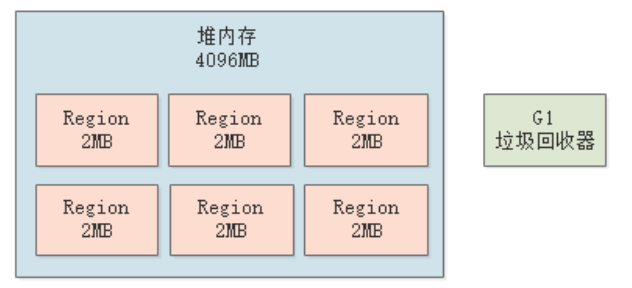 堆内存
4096MB
Region
2MB
Region
2MB
Region
2MB
G1
垃圾回收器
Region
2MB
Region
2MB
Region
2MB